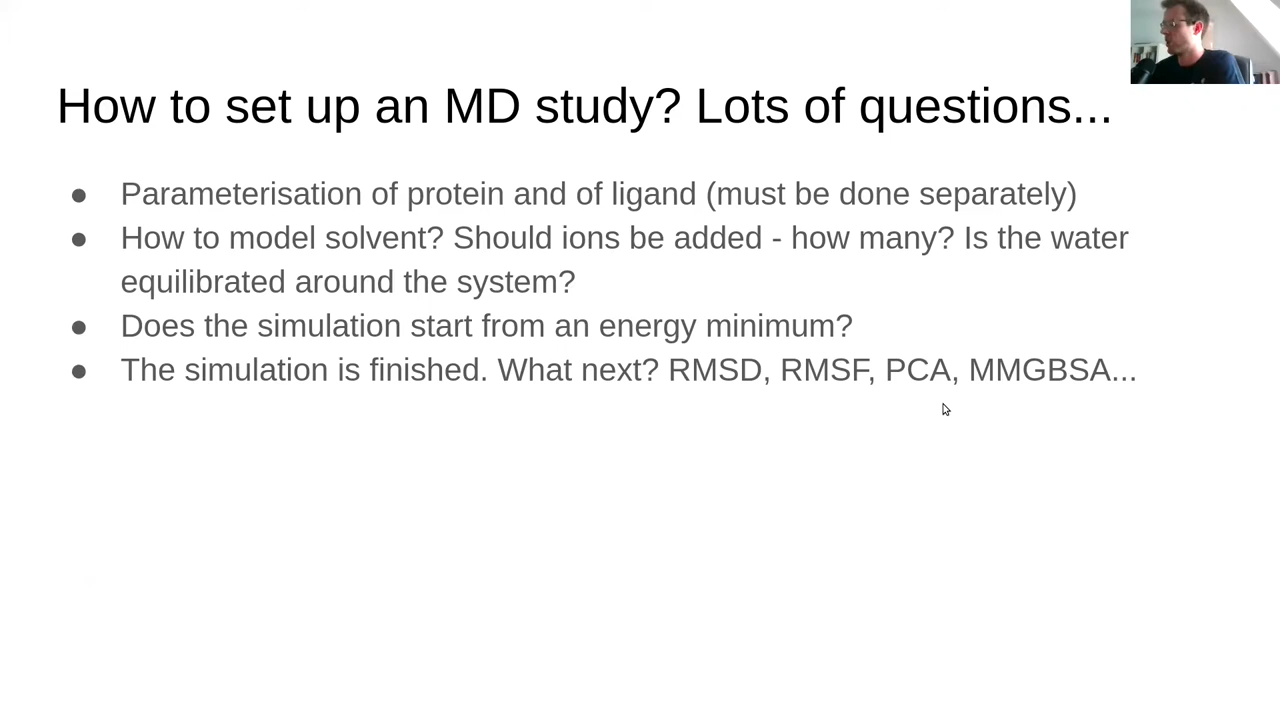 How to set up an MD study? Lots of questions...
● Parameterisation of protein and of ligand (must be done separately)
● How to model solvent? Should ions be added - how many? Is the water
equilibrated around the system?
● Does the simulation start from an energy minimum?
● The simulation is finished. What next? RMSD, RMSF, PCA, MMGBSA...